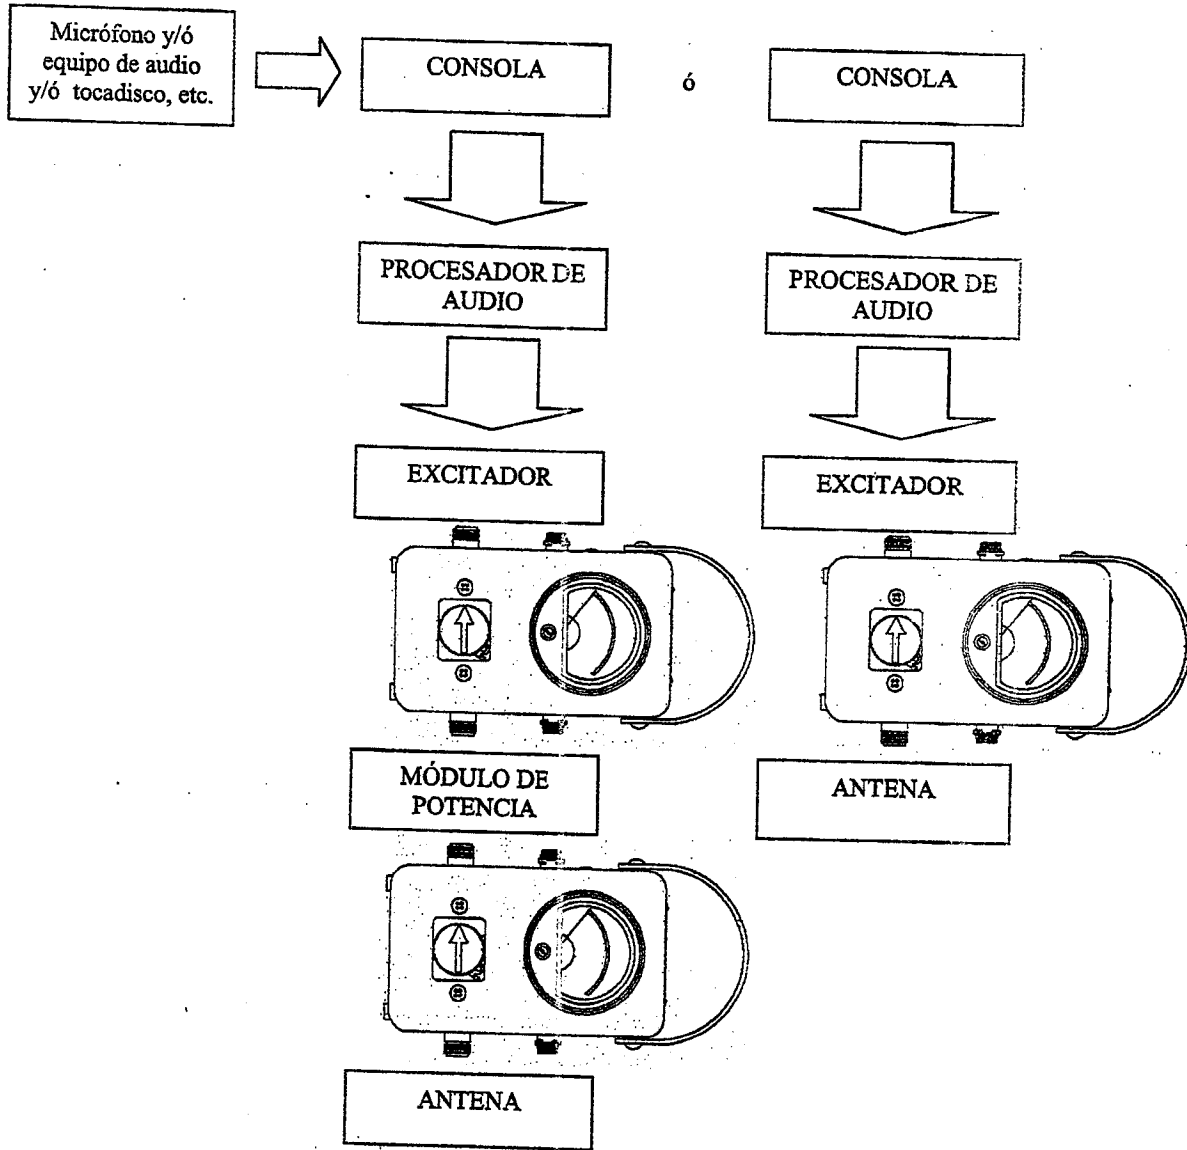 Micrófono y/ó
equipo de audio
y/ó tocadisco, etc.
CONSOLA
ó
CONSOLA
PROCESADOR DE
AUDIO
PROCESADOR DE
AUDIO
EXCITADOR
EXCITADOR
MÓDULO DE
POTENCIA
ANTENA
ANTENA